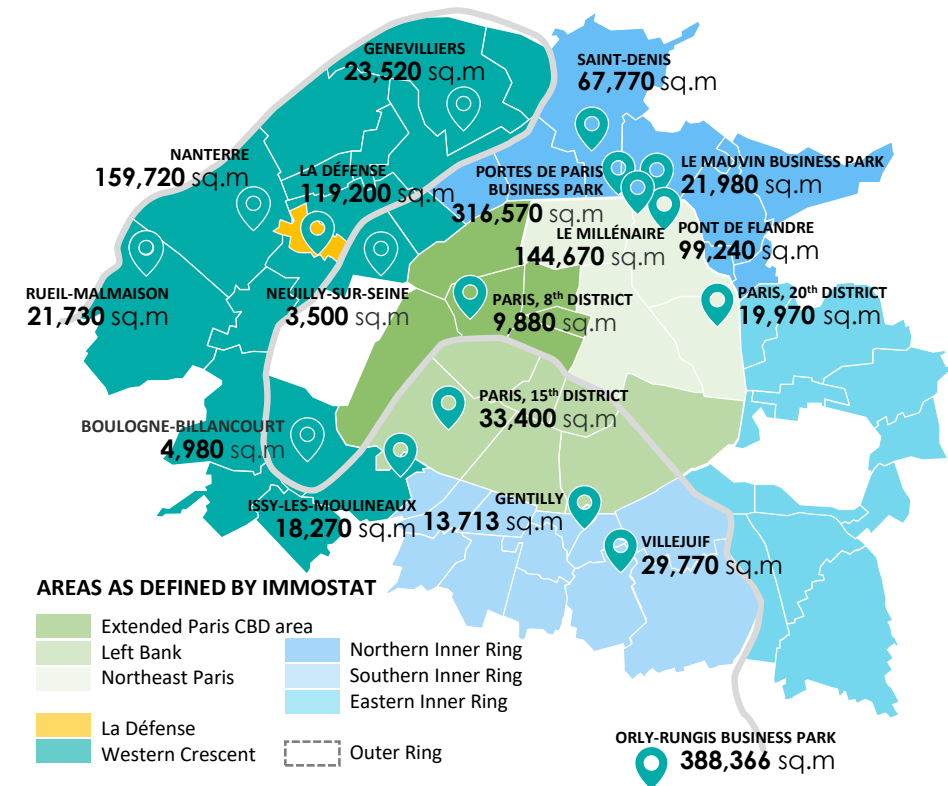 GENEVILLIERS
23,520 sq.m
SAINT-DENIS
67,770 sq.m
NANTERRE
159,720 sq.m
LA DÉFENSE
119,200 sq.m
PORTES DE PARIS
BUSINESS PARK
316,570 sq.m
LE MAUVIN BUSINESS PARK
21,980 sq.m
LE MILLÉNAIRE
144,670 sq.m
PONT DE FLANDRE
99,240 sq.m
RUEIL-MALMAISON
21,730 sq.m
NEUILLY-SUR-SEINE
3,500 sq.m
PARIS, 8th DISTRICT
9,880 sq.m
PARIS, 20th DISTRICT
19,970 sq.m
PARIS, 15th DISTRICT
33,400 sq.m
BOULOGNE-BILLANCOURT
4,980 sq.m
ISSY-LES-MOULINEAUX
18,270 sq.m
GENTILLY
13,713 sq.m
VILLEJUIF
29,770 sq.m
AREAS AS DEFINED BY IMMOSTAT
Extended Paris CBD area
Left Bank
Northeast Paris
La Défense
Western Crescent
Northern Inner Ring
Southern Inner Ring
Eastern Inner Ring
Outer Ring
ORLY-RUNGIS BUSINESS PARK
388,366 sq.m